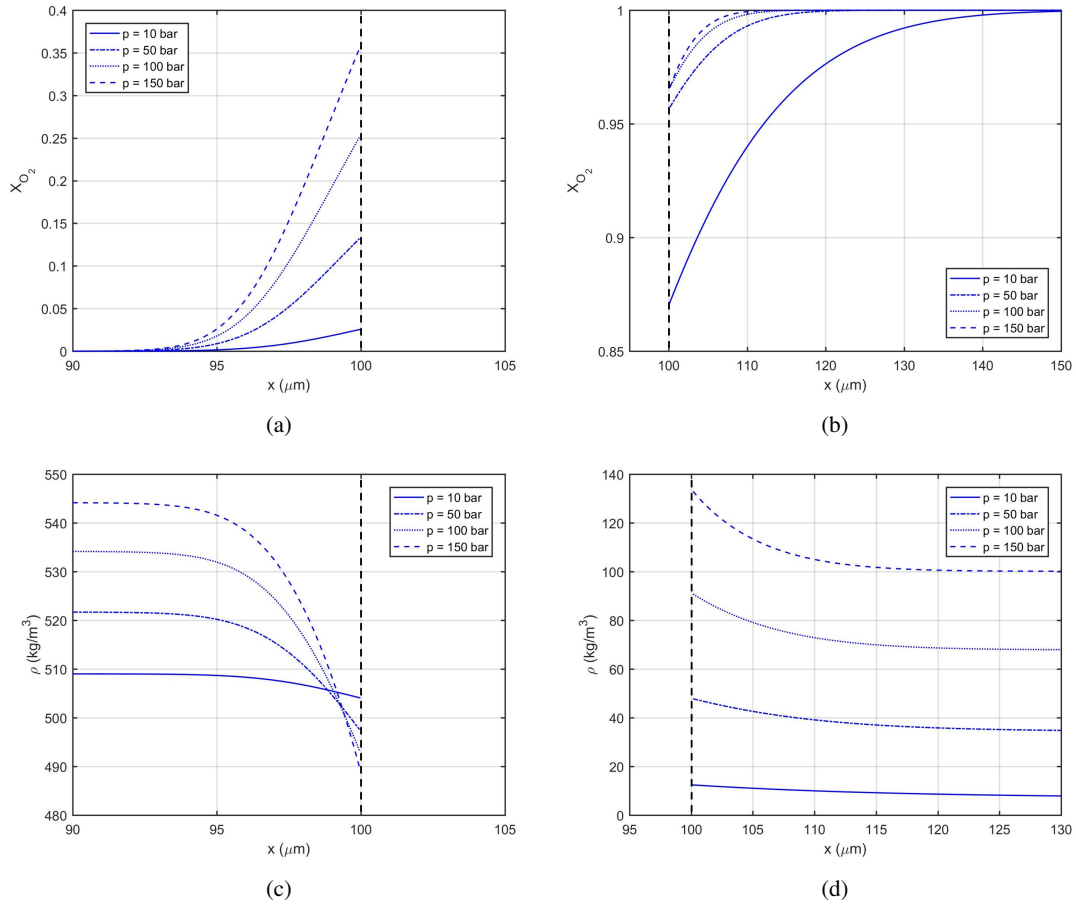 0.4
0.35
0.3
0.25
0.2
0.15
0.1
0.05
0
X_{O_2}
p = 10 bar
p = 50 bar
p = 100 bar
p = 150 bar
90 95 100 105
x (μm)
(a)
1
0.95
0.9
0.85
X_{O_2}
p = 10 bar
p = 50 bar
p = 100 bar
p = 150 bar
100 110 120 130 140 150
x (μm)
(b)
550
540
530
520
510
500
490
480
ρ (kg/m³)
p = 10 bar
p = 50 bar
p = 100 bar
p = 150 bar
90 95 100 105
x (μm)
(c)
140
120
100
80
60
40
20
0
ρ (kg/m³)
p = 10 bar
p = 50 bar
p = 100 bar
p = 150 bar
95 100 105 110 115 120 125 130
x (μm)
(d)